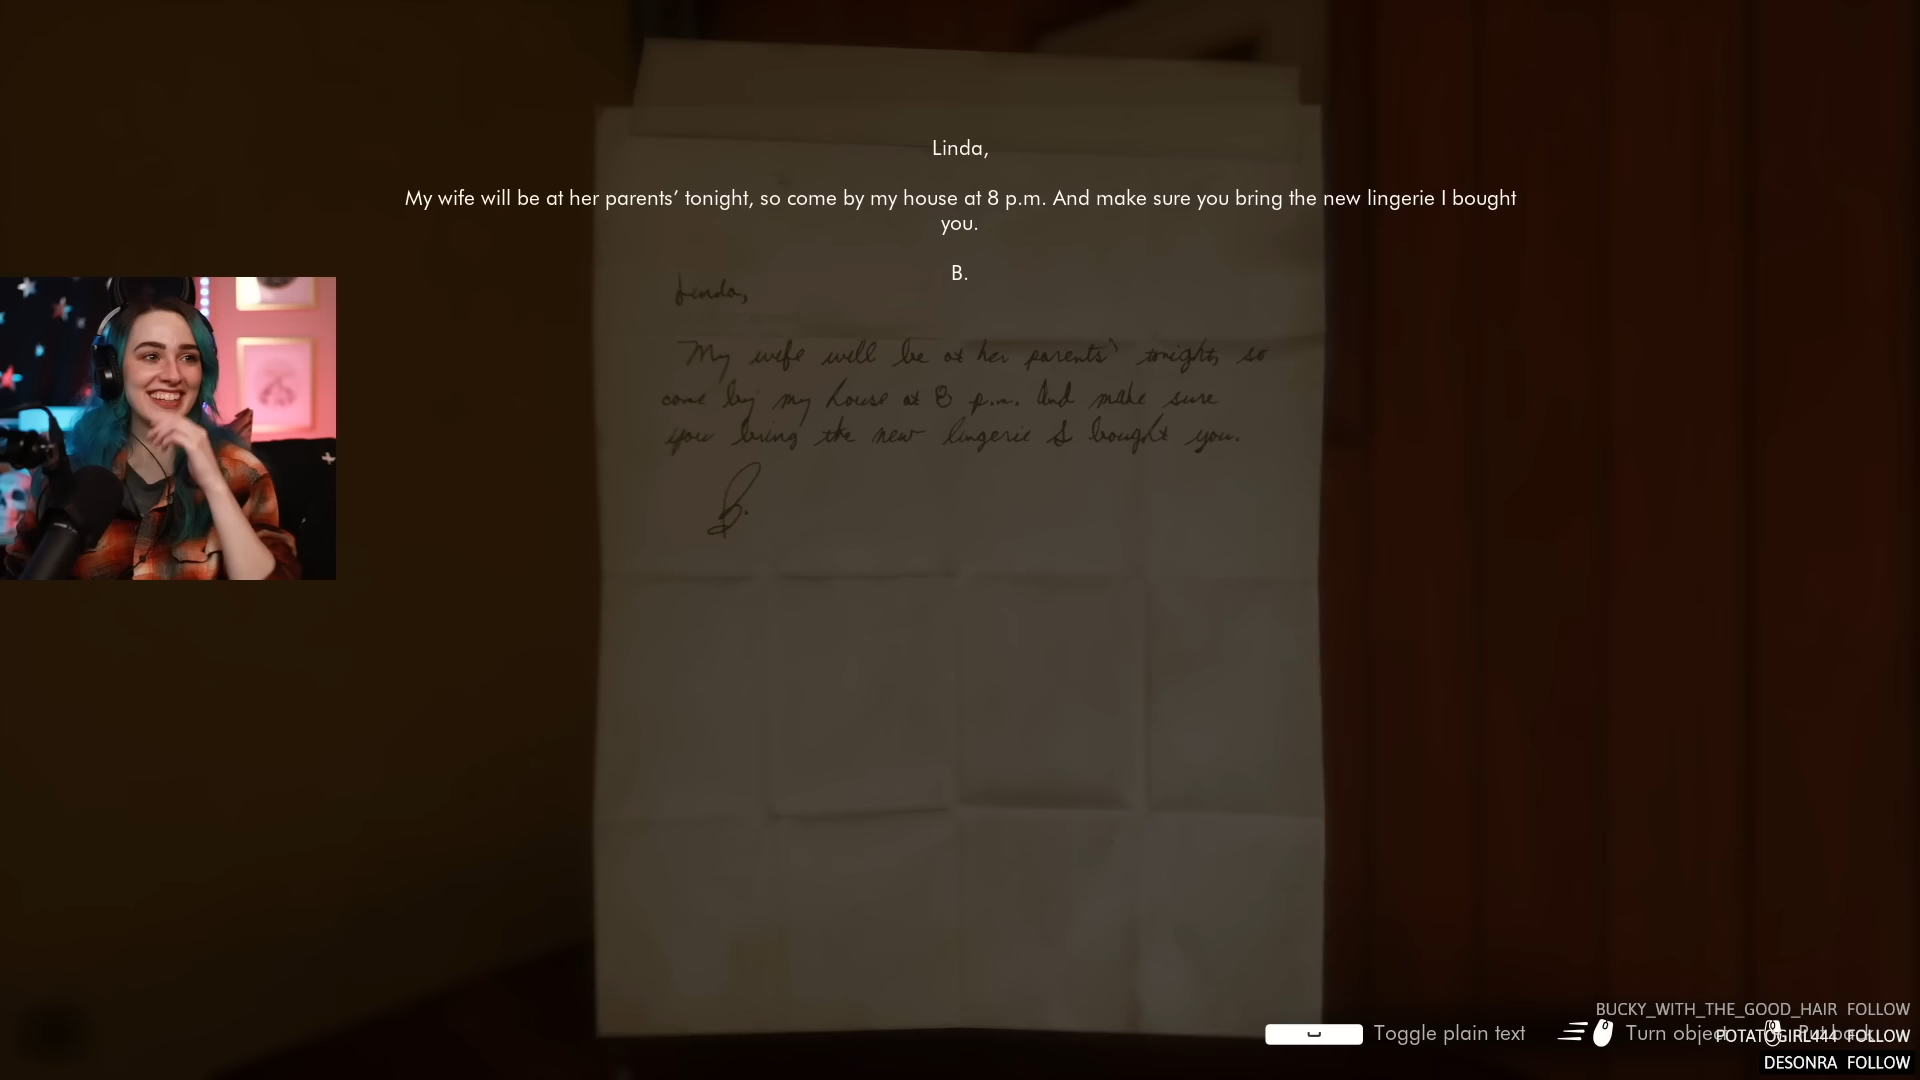 Linda,
My wife will be at her parents’ tonight, so come by my house at 8 p.m. And make sure you bring the new lingerie I bought
you.
B.
Linda,
My wife will be at her parents' tonight, so
come by my house at 8 p.m. And make sure
you bring the new lingerie I bought you.
B.
BUCKY_WITH_THE_GOOD_HAIR FOLLOW
Toggle plain text
Turn object
POTATOGIRL444 FOLLOW
DESONRA FOLLOW